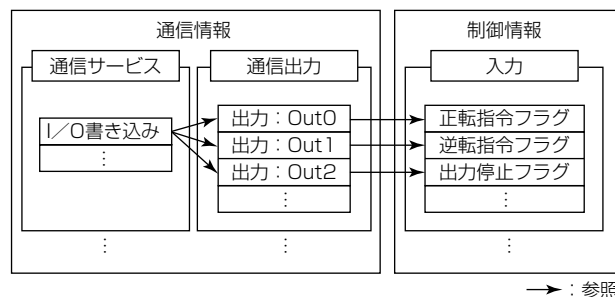 通信情報
制御情報
通信サービス
通信出力
入力
I／O書き込み
⋮
出力：Out0
出力：Out1
出力：Out2
⋮
正転指令フラグ
逆転指令フラグ
出力停止フラグ
⋮
⋮
⋮
⋮
：参照